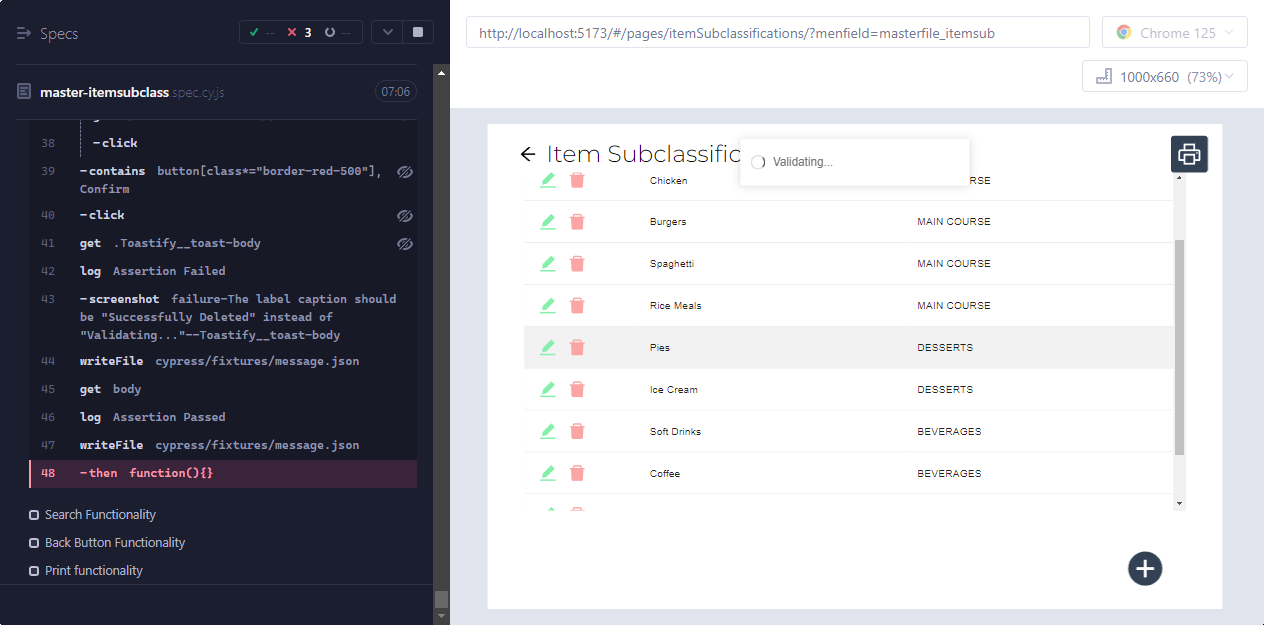 Specs
-- 3 --
master-itemsubclass.spec.cy.js 07:06
38 -click
39 -contains button[class*="border-red-500"],
Confirm
40 -click
41 get .Toastify__toast-body
42 log Assertion Failed
43 -screenshot failure-The label caption should
be "Successfully Deleted" instead of
"Validating..."--Toastify__toast-body
44 writeFile cypress/fixtures/message.json
45 get body
46 log Assertion Passed
47 writeFile cypress/fixtures/message.json
48 -then function(){}
Search Functionality
Back Button Functionality
Print functionality
http://localhost:5173/#/pages/itemSubclassifications/?menfield=masterfile_itemsub
Chrome 125
1000x660 (73%)
Item Subclassific
Validating...
Chicken RSE
Burgers MAIN COURSE
Spaghetti MAIN COURSE
Rice Meals MAIN COURSE
Pies DESSERTS
Ice Cream DESSERTS
Soft Drinks BEVERAGES
Coffee BEVERAGES